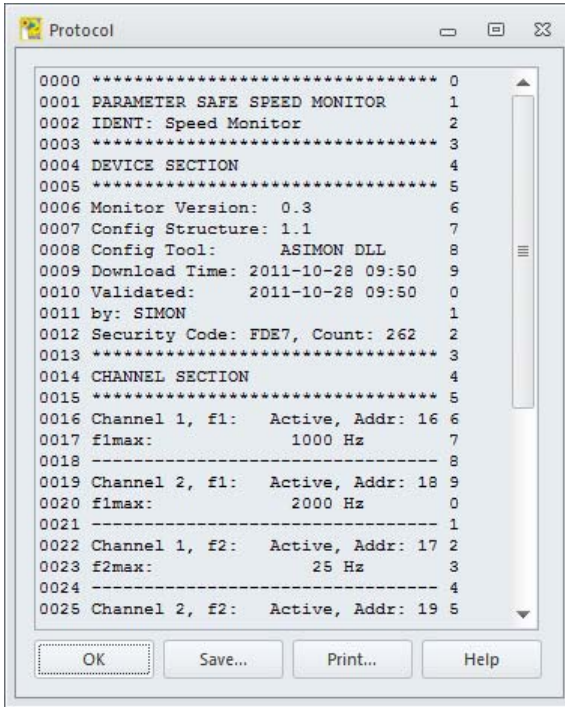 Protocol
0000 ********************************* 0
0001 PARAMETER SAFE SPEED MONITOR 1
0002 IDENT: Speed Monitor 2
0003 ********************************* 3
0004 DEVICE SECTION 4
0005 ********************************* 5
0006 Monitor Version: 0.3 6
0007 Config Structure: 1.1 7
0008 Config Tool: ASIMON DLL 8
0009 Download Time: 2011-10-28 09:50 9
0010 Validated: 2011-10-28 09:50 0
0011 by: SIMON 1
0012 Security Code: FDE7, Count: 262 2
0013 ********************************* 3
0014 CHANNEL SECTION 4
0015 ********************************* 5
0016 Channel 1, f1: Active, Addr: 16 6
0017 f1max: 1000 Hz 7
0018 --------------------------------- 8
0019 Channel 2, f1: Active, Addr: 18 9
0020 f1max: 2000 Hz 0
0021 --------------------------------- 1
0022 Channel 1, f2: Active, Addr: 17 2
0023 f2max: 25 Hz 3
0024 --------------------------------- 4
0025 Channel 2, f2: Active, Addr: 19 5
OK Save... Print... Help